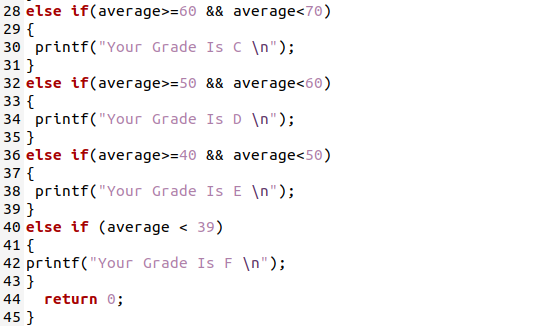 28 else if(average>=60 && average<70)
29 {
30  printf("Your Grade Is C \n");
31 }
32 else if(average>=50 && average<60)
33 {
34  printf("Your Grade Is D \n");
35 }
36 else if(average>=40 && average<50)
37 {
38  printf("Your Grade Is E \n");
39 }
40 else if (average < 39)
41 {
42 printf("Your Grade Is F \n");
43 }
44   return 0;
45 }